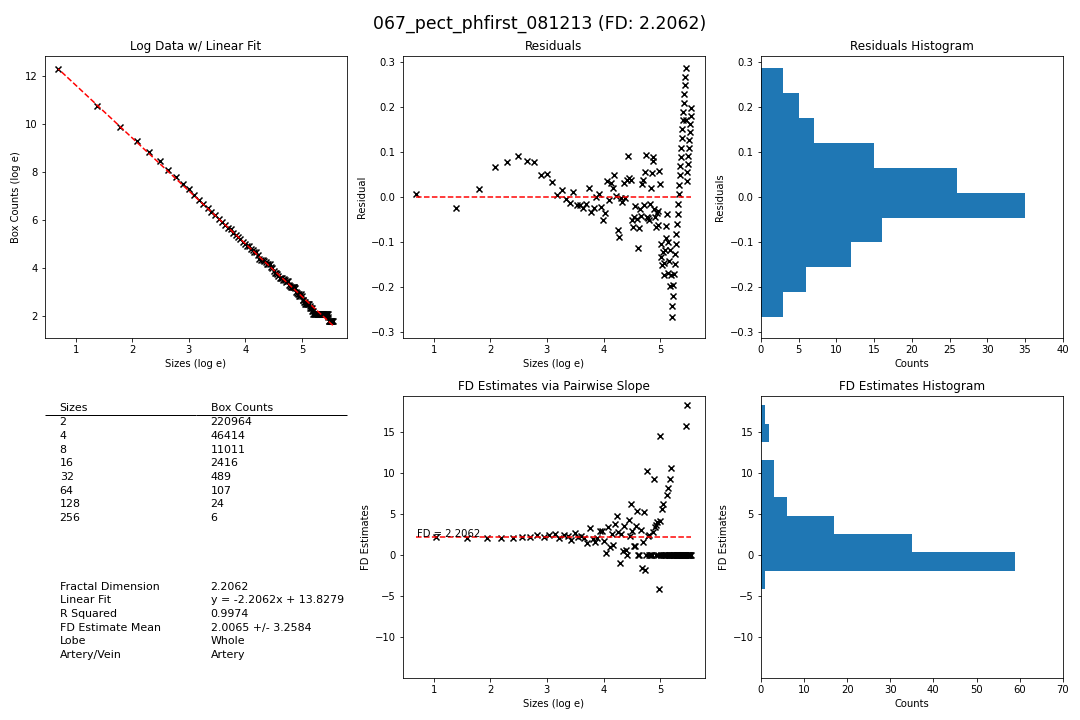 067_pect_phfirst_081213 (FD: 2.2062)
Log Data w/ Linear Fit
12
10
8
6
4
2
Box Counts (log e)
1 2 3 4 5
Sizes (log e)
Residuals
0.3
0.2
0.1
0.0
−0.1
−0.2
−0.3
Residual
1 2 3 4 5
Sizes (log e)
Residuals Histogram
0.3
0.2
0.1
0.0
−0.1
−0.2
−0.3
Residuals
0 5 10 15 20 25 30 35 40
Counts
Sizes Box Counts
2 220964
4 46414
8 11011
16 2416
32 489
64 107
128 24
256 6
Fractal Dimension 2.2062
Linear Fit y = -2.2062x + 13.8279
R Squared 0.9974
FD Estimate Mean 2.0065 +/- 3.2584
Lobe Whole
Artery/Vein Artery
FD Estimates via Pairwise Slope
15
10
5
0
−5
−10
FD Estimates
FD = 2.2062
1 2 3 4 5
Sizes (log e)
FD Estimates Histogram
15
10
5
0
−5
−10
FD Estimates
0 10 20 30 40 50 60 70
Counts